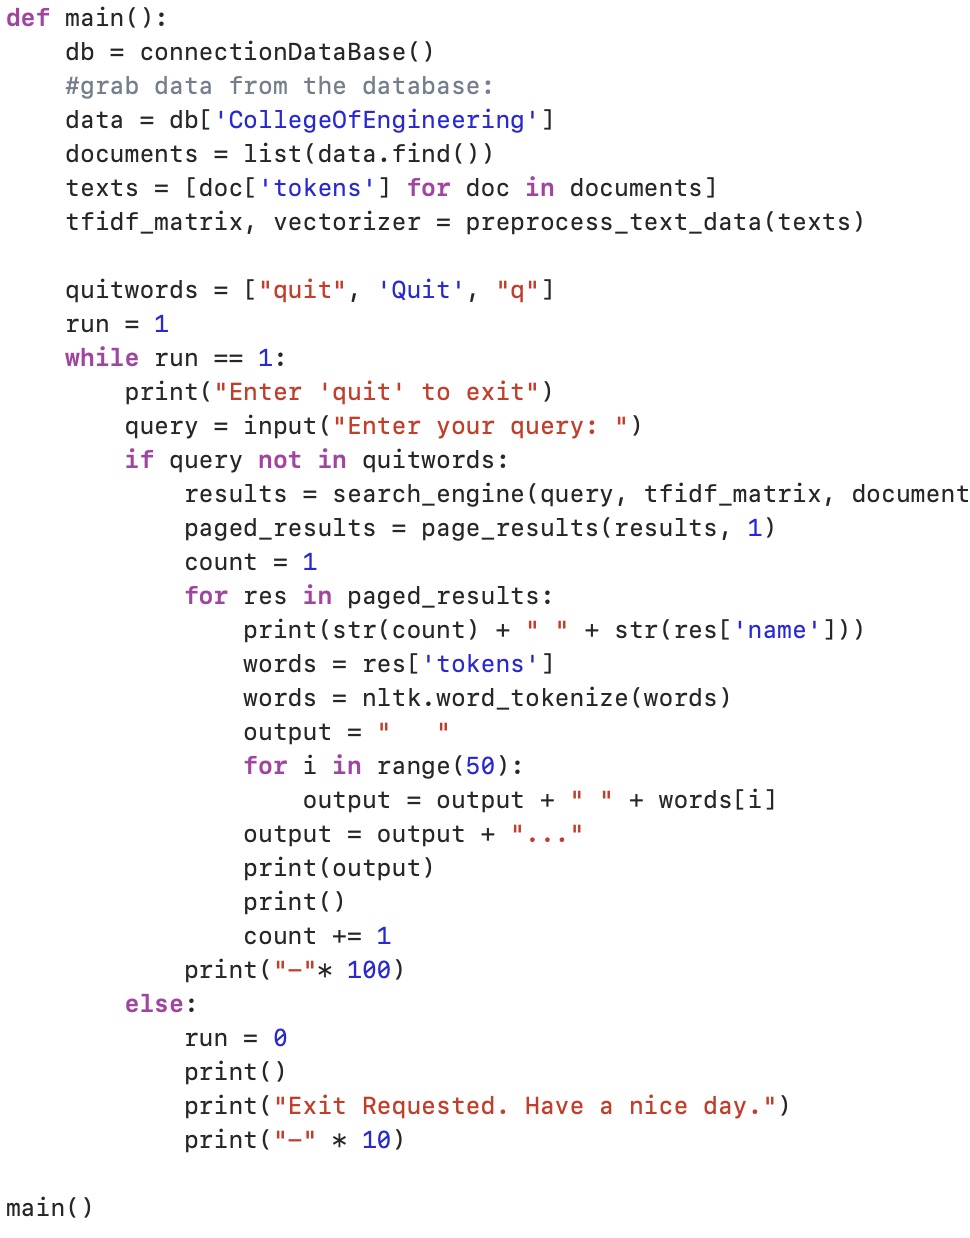 def main():
    db = connectionDataBase()
    #grab data from the database:
    data = db['CollegeOfEngineering']
    documents = list(data.find())
    texts = [doc['tokens'] for doc in documents]
    tfidf_matrix, vectorizer = preprocess_text_data(texts)

    quitwords = ["quit", 'Quit', "q"]
    run = 1
    while run == 1:
        print("Enter 'quit' to exit")
        query = input("Enter your query: ")
        if query not in quitwords:
            results = search_engine(query, tfidf_matrix, document
            paged_results = page_results(results, 1)
            count = 1
            for res in paged_results:
                print(str(count) + " " + str(res['name']))
                words = res['tokens']
                words = nltk.word_tokenize(words)
                output = "   "
                for i in range(50):
                    output = output + " " + words[i]
                output = output + "..."
                print(output)
                print()
                count += 1
            print("–"* 100)
        else:
            run = 0
            print()
            print("Exit Requested. Have a nice day.")
            print("–" * 10)

main()